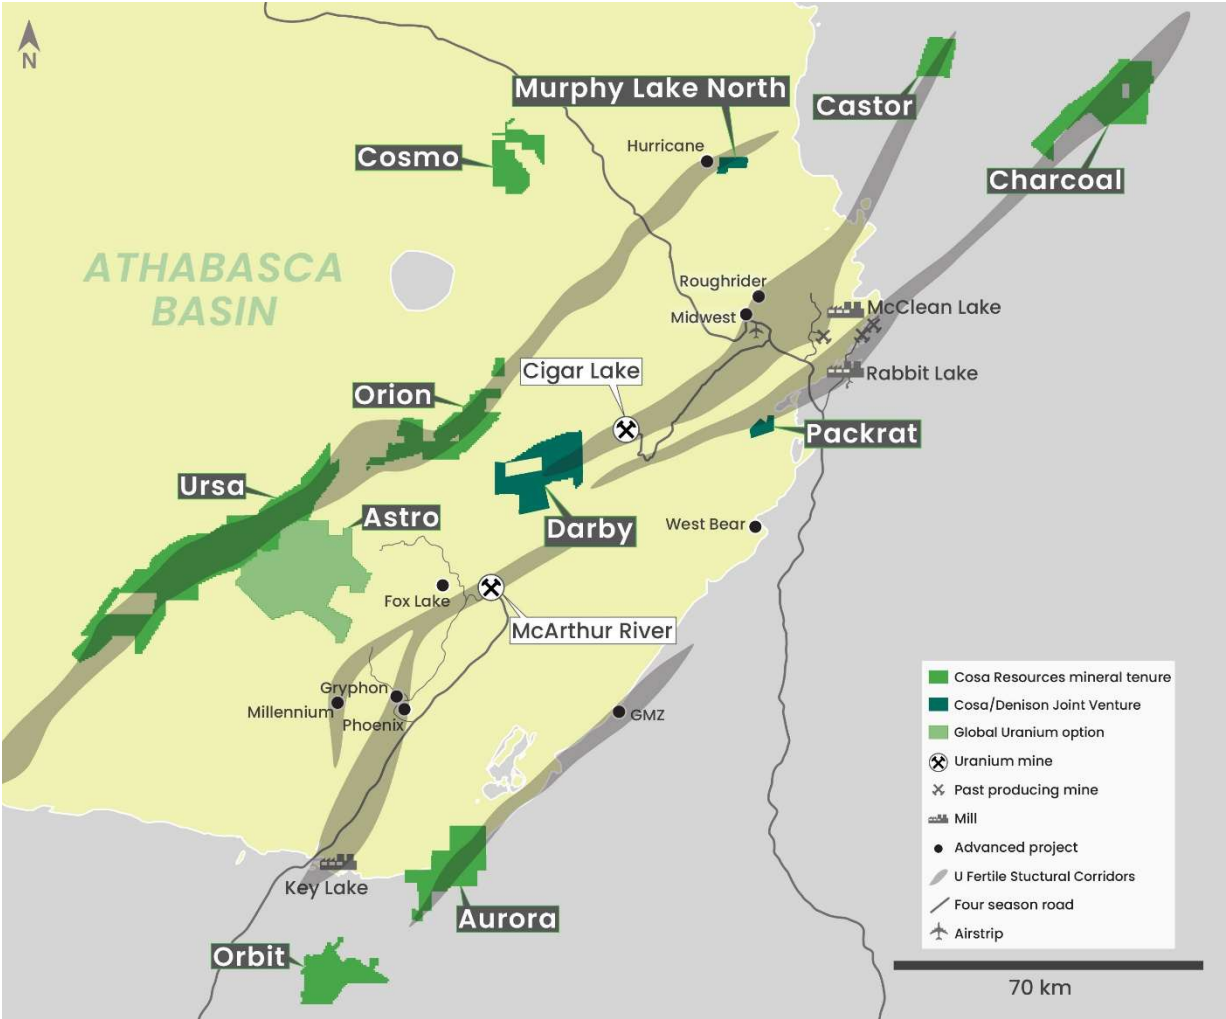 N
Murphy Lake North
Castor
Cosmo
Hurricane
Charcoal
ATHABASCA
BASIN
Roughrider
Midwest
McClean Lake
Cigar Lake
Rabbit Lake
Orion
Packrat
Ursa
Astro
Darby
West Bear
Fox Lake
McArthur River
Gryphon
Millennium
Phoenix
GMZ
Key Lake
Aurora
Orbit
Cosa Resources mineral tenure
Cosa/Denison Joint Venture
Global Uranium option
Uranium mine
Past producing mine
Mill
Advanced project
U Fertile Stuctural Corridors
Four season road
Airstrip
70 km